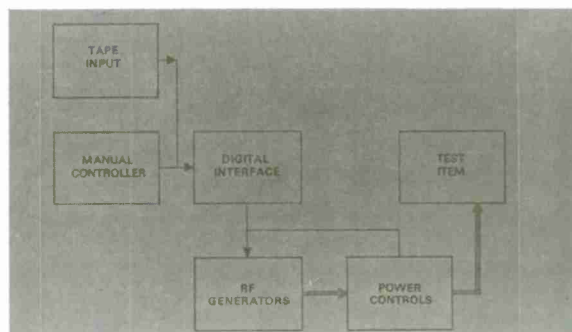 TAPE
INPUT
MANUAL
CONTROLLER
DIGITAL
INTERFACE
TEST
ITEM
RF
GENERATORS
POWER
CONTROLS